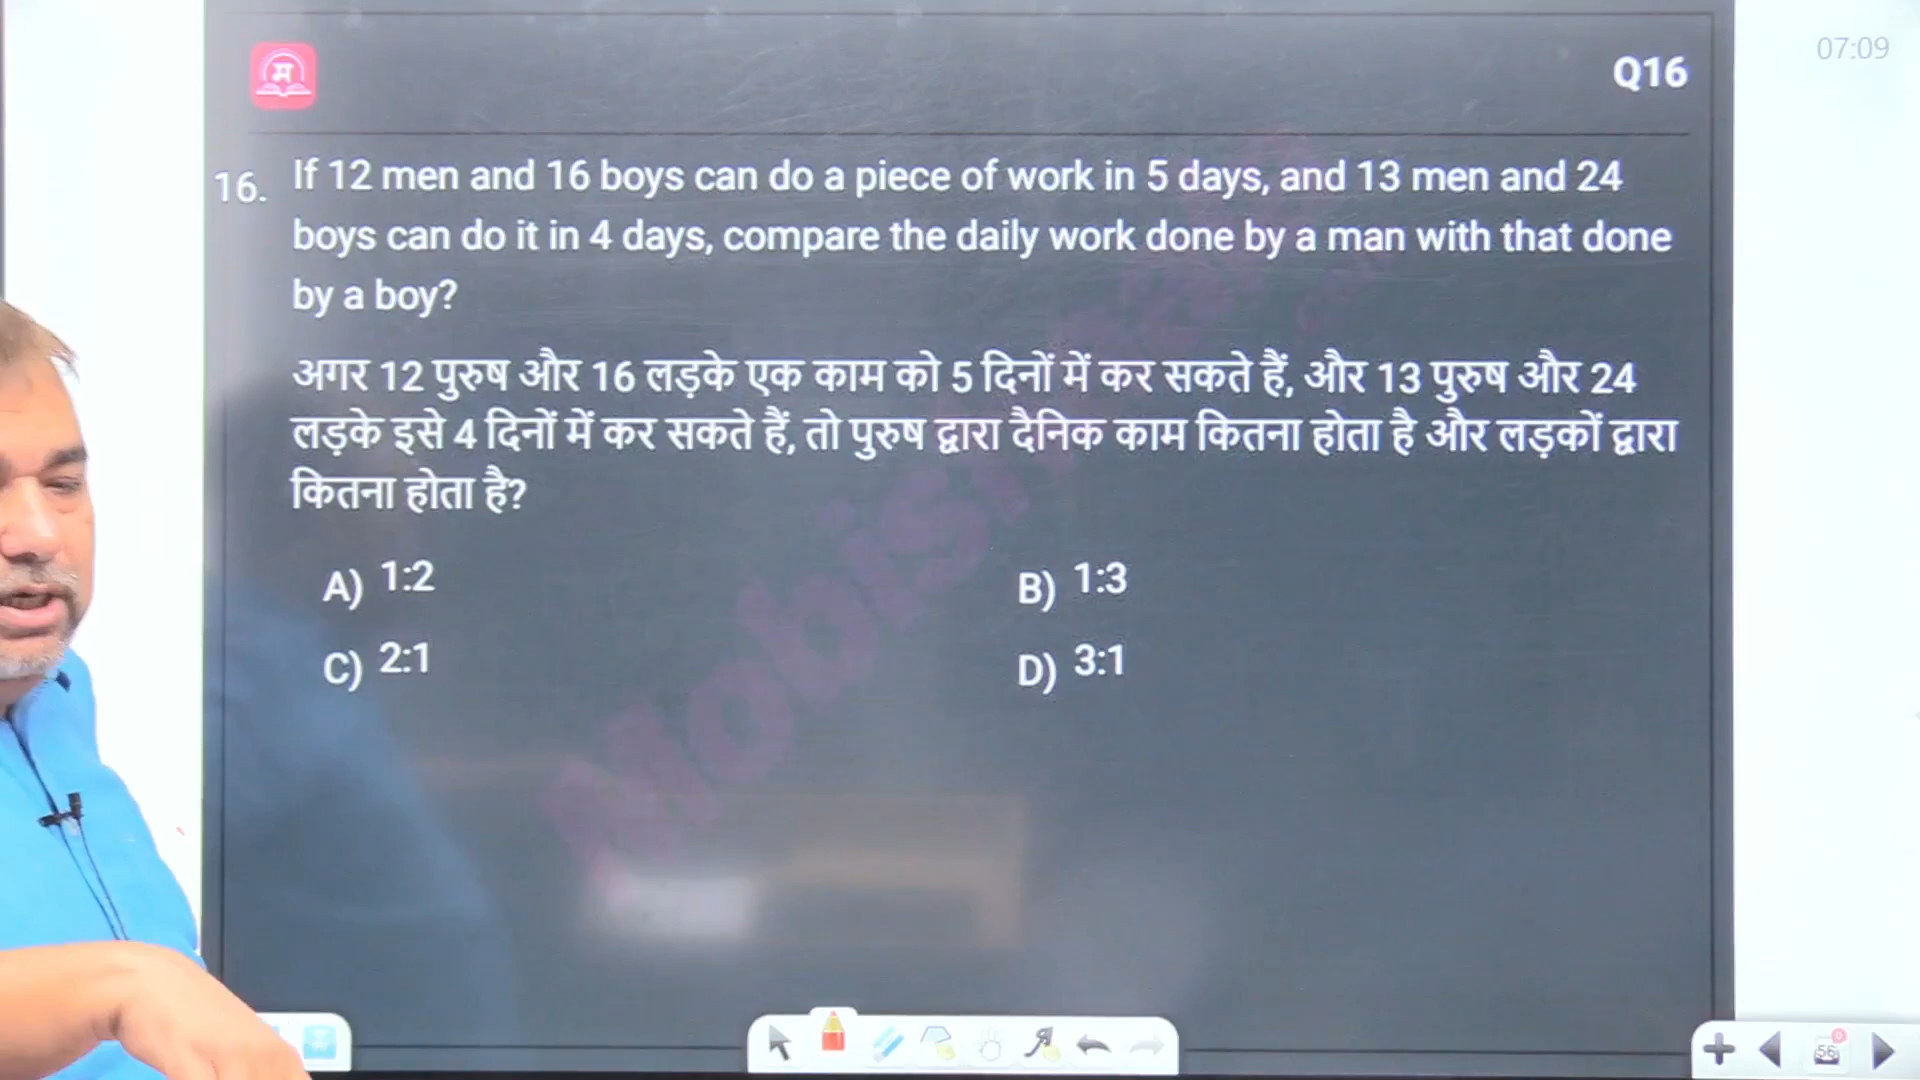 07:09
म
Q16
16. If 12 men and 16 boys can do a piece of work in 5 days, and 13 men and 24
boys can do it in 4 days, compare the daily work done by a man with that done
by a boy?
अगर 12 पुरुष और 16 लड़के एक काम को 5 दिनों में कर सकते हैं, और 13 पुरुष और 24
लड़के इसे 4 दिनों में कर सकते हैं, तो पुरुष द्वारा दैनिक काम कितना होता है और लड़कों द्वारा
कितना होता है?
A) 1:2
B) 1:3
C) 2:1
D) 3:1
56